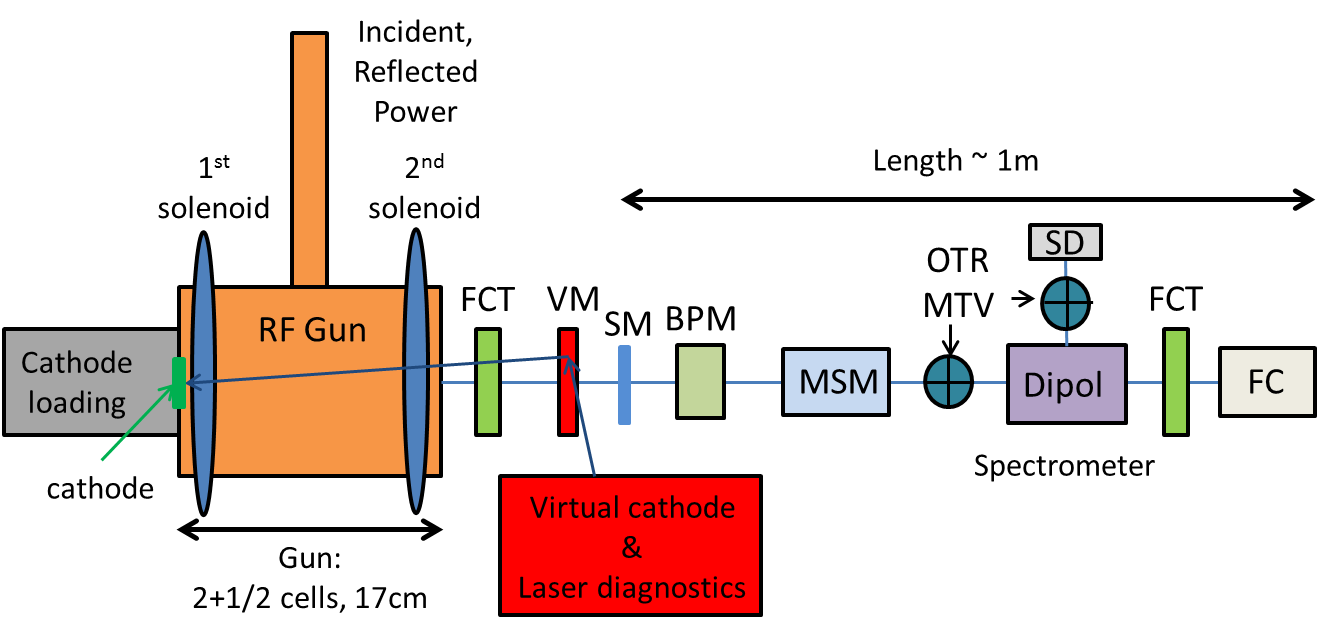 Incident,
Reflected
Power
1st
solenoid
2nd
solenoid
Length ~ 1m
SD
OTR
MTV
FCT
VM
SM
BPM
FCT
RF Gun
Cathode
loading
MSM
Dipol
FC
cathode
Spectrometer
Virtual cathode
&
Laser diagnostics
Gun:
2+1/2 cells, 17cm